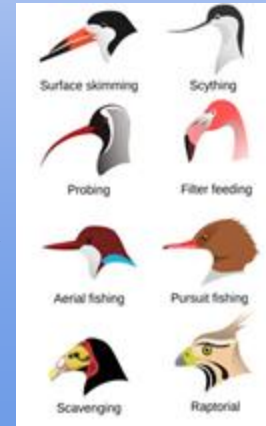 Surface skimming Scything
Probing Filter feeding
Aerial fishing Pursuit fishing
Scavenging Raptorial